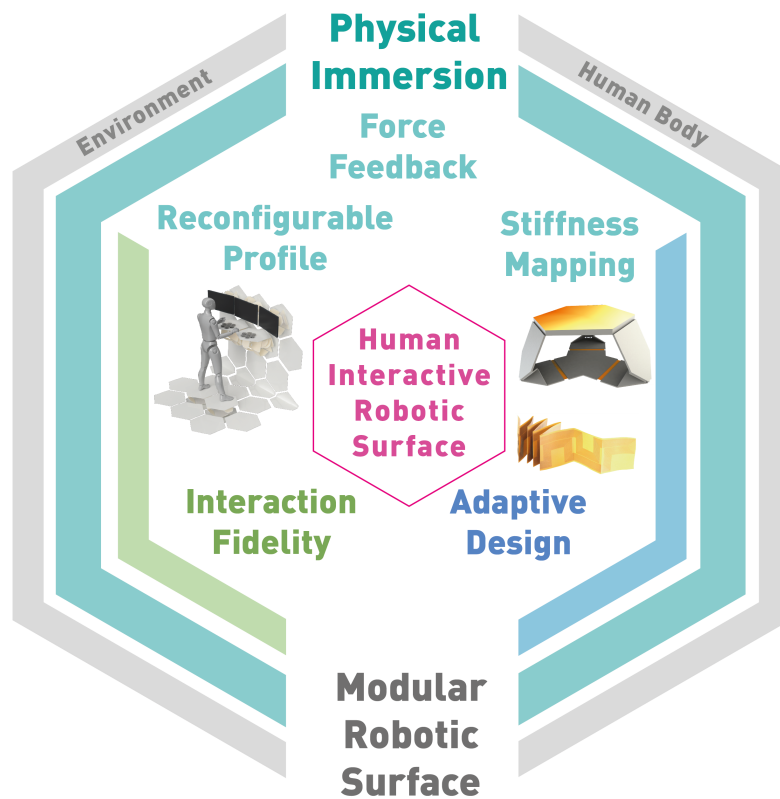 Physical
Immersion
Environment
Human Body
Force
Feedback
Reconfigurable
Profile
Stiffness
Mapping
Human
Interactive
Robotic
Surface
Interaction
Fidelity
Adaptive
Design
Modular
Robotic
Surface